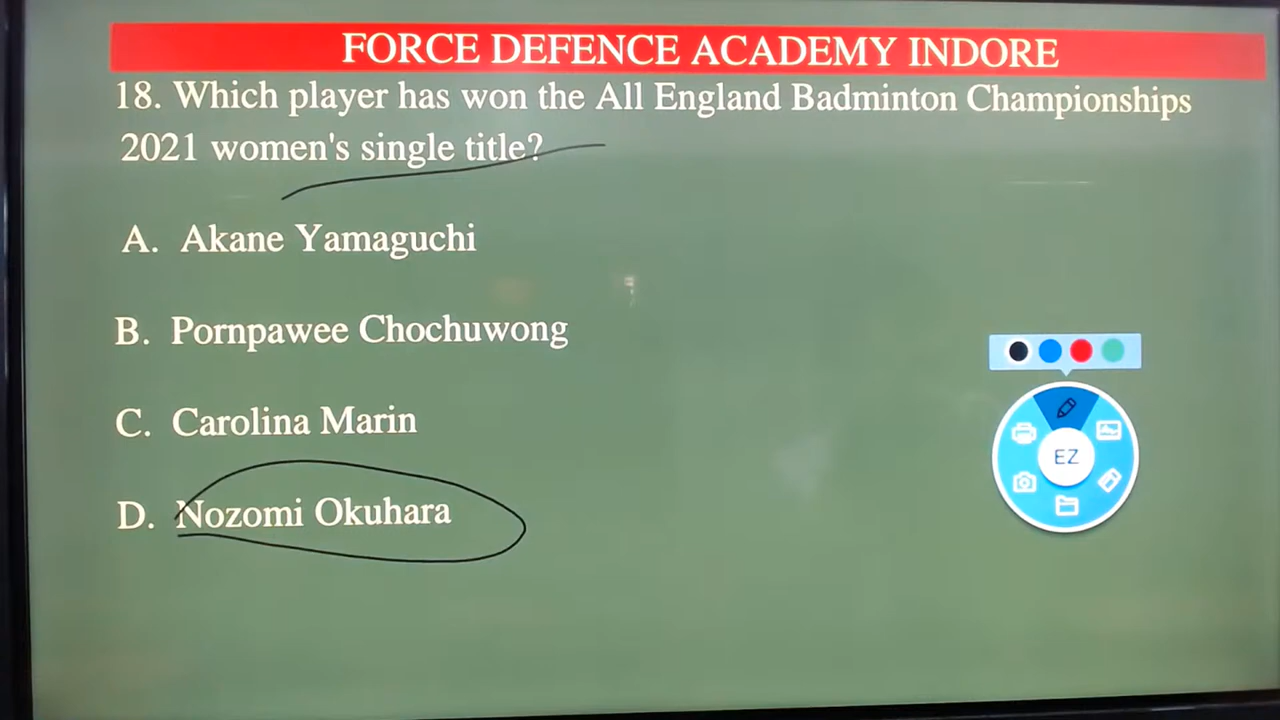 FORCE DEFENCE ACADEMY INDORE
18. Which player has won the All England Badminton Championships
2021 women's single title?
A. Akane Yamaguchi
B. Pornpawee Chochuwong
C. Carolina Marin
D. Nozomi Okuhara
EZ